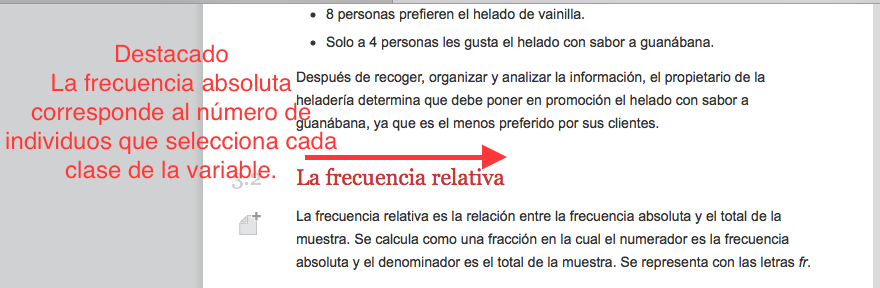 8 personas prefieren el helado de vainilla.
Solo a 4 personas les gusta el helado con sabor a guanábana.
Destacado
La frecuencia absoluta
corresponde al número de
individuos que selecciona cada
clase de la variable.
Después de recoger, organizar y analizar la información, el propietario de la
heladería determina que debe poner en promoción el helado con sabor a
guanábana, ya que es el menos preferido por sus clientes.
3.2 La frecuencia relativa
La frecuencia relativa es la relación entre la frecuencia absoluta y el total de la
muestra. Se calcula como una fracción en la cual el numerador es la frecuencia
absoluta y el denominador es el total de la muestra. Se representa con las letras fr.